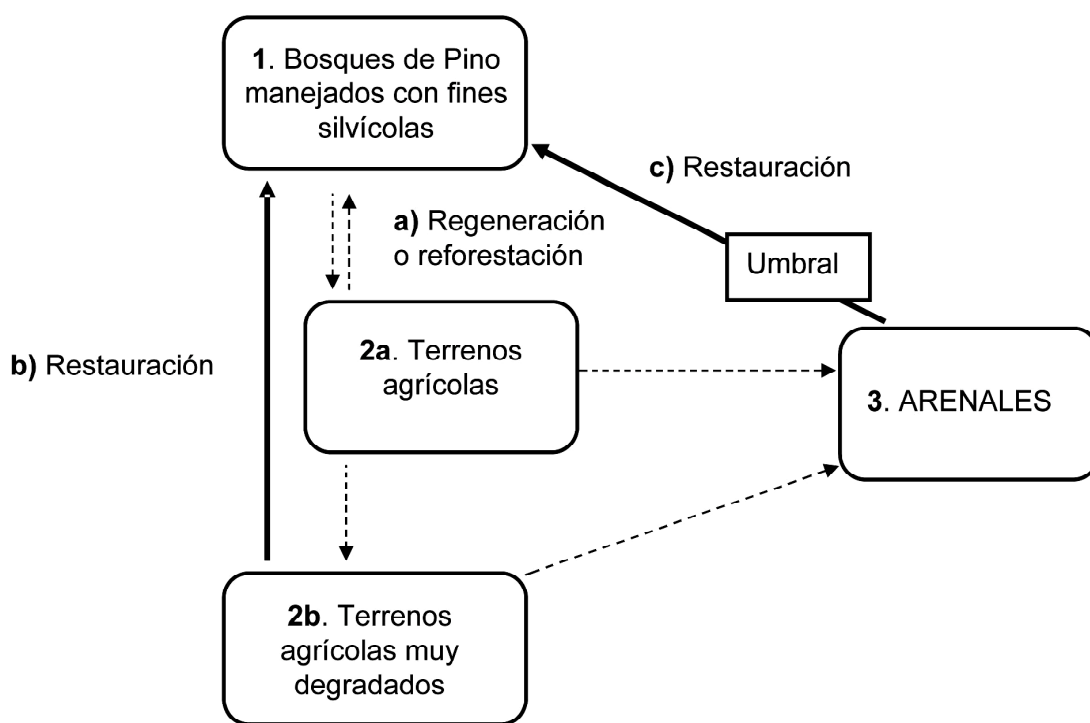 1. Bosques de Pino
manejados con fines
silvícolas
c) Restauración
a) Regeneración
o reforestación
Umbral
b) Restauración
2a. Terrenos
agrícolas
3. ARENALES
2b. Terrenos
agrícolas muy
degradados